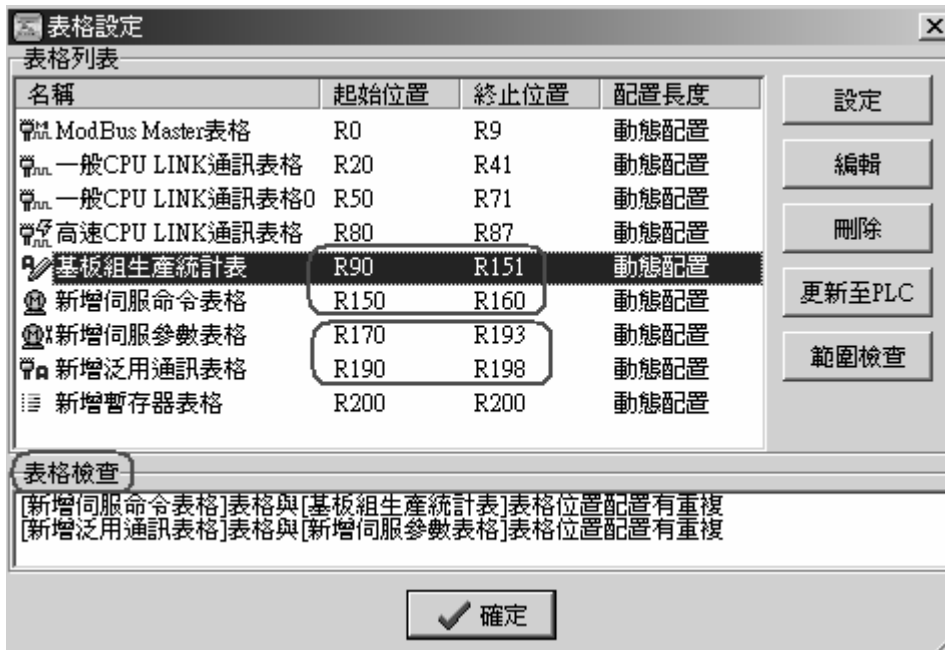 表格設定
表格列表
名稱 起始位置 終止位置 配置長度
ModBus Master表格 R0 R9 動態配置
一般CPU LINK通訊表格 R20 R41 動態配置
一般CPU LINK通訊表格0 R50 R71 動態配置
高速CPU LINK通訊表格 R80 R87 動態配置
基板組生產統計表 R90 R151 動態配置
新增伺服命令表格 R150 R160 動態配置
新增伺服參數表格 R170 R193 動態配置
新增泛用通訊表格 R190 R198 動態配置
新增暫存器表格 R200 R200 動態配置
設定
編輯
刪除
更新至PLC
範圍檢查
表格檢查
[新增伺服命令表格]表格與[基板組生產統計表]表格位置配置有重複
[新增泛用通訊表格]表格與[新增伺服參數表格]表格位置配置有重複
確定